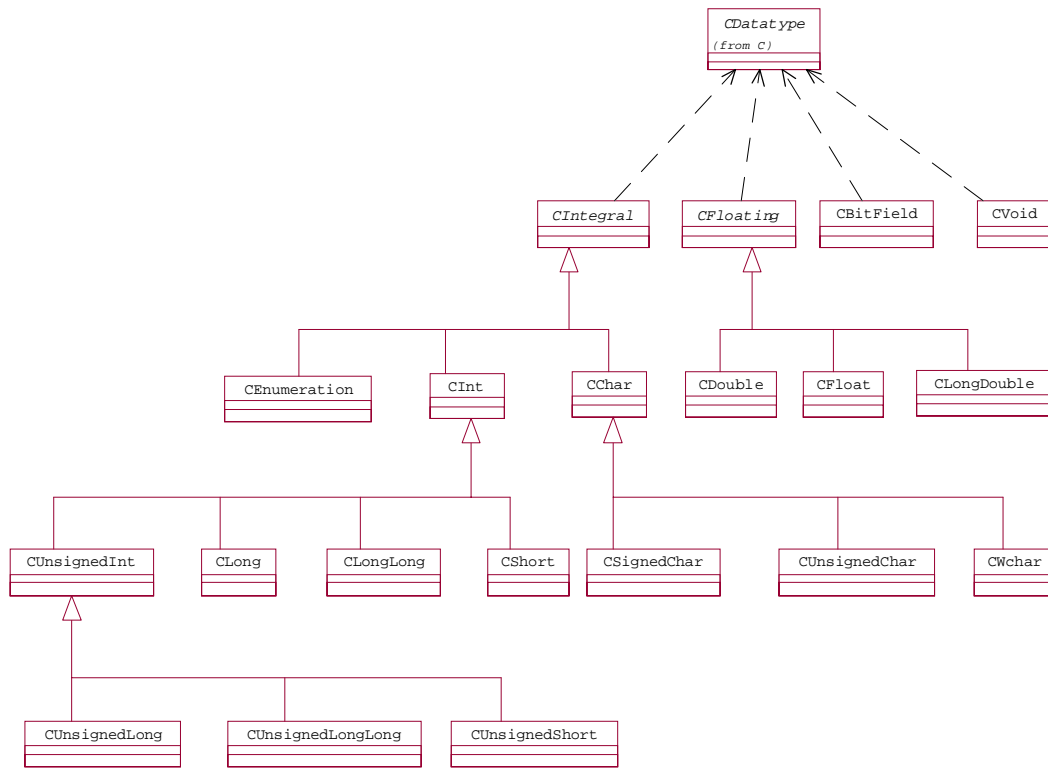 CDatatype
(from C)
CIntegral
CFloating
CBitField
CVoid
CEnumeration
CInt
CChar
CDouble
CFloat
CLongDouble
CUnsignedInt
CLong
CLongLong
CShort
CSignedChar
CUnsignedChar
CWchar
CUnsignedLong
CUnsignedLongLong
CUnsignedShort